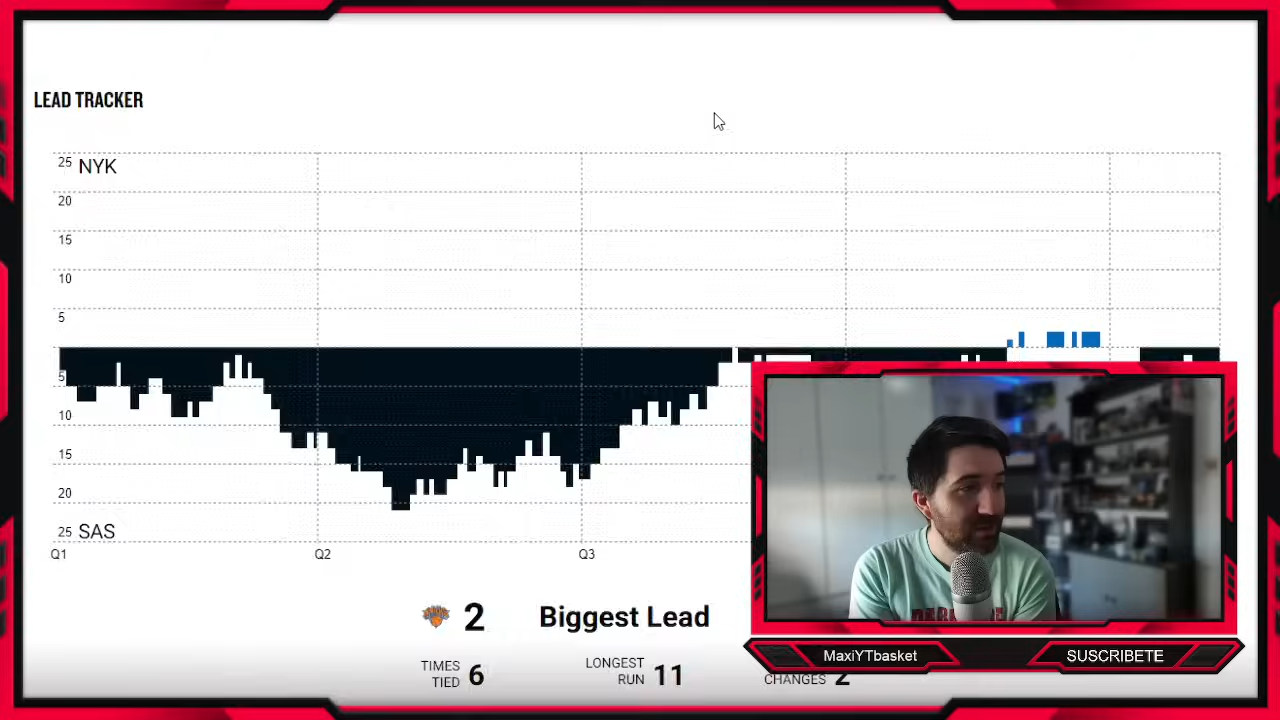 LEAD TRACKER
25 NYK
20
15
10
5
5
10
15
20
25 SAS
Q1 Q2 Q3
2 Biggest Lead
TIMES TIED 6
LONGEST RUN 11
CHANGES 2
MaxiYTbasket
SUSCRIBETE